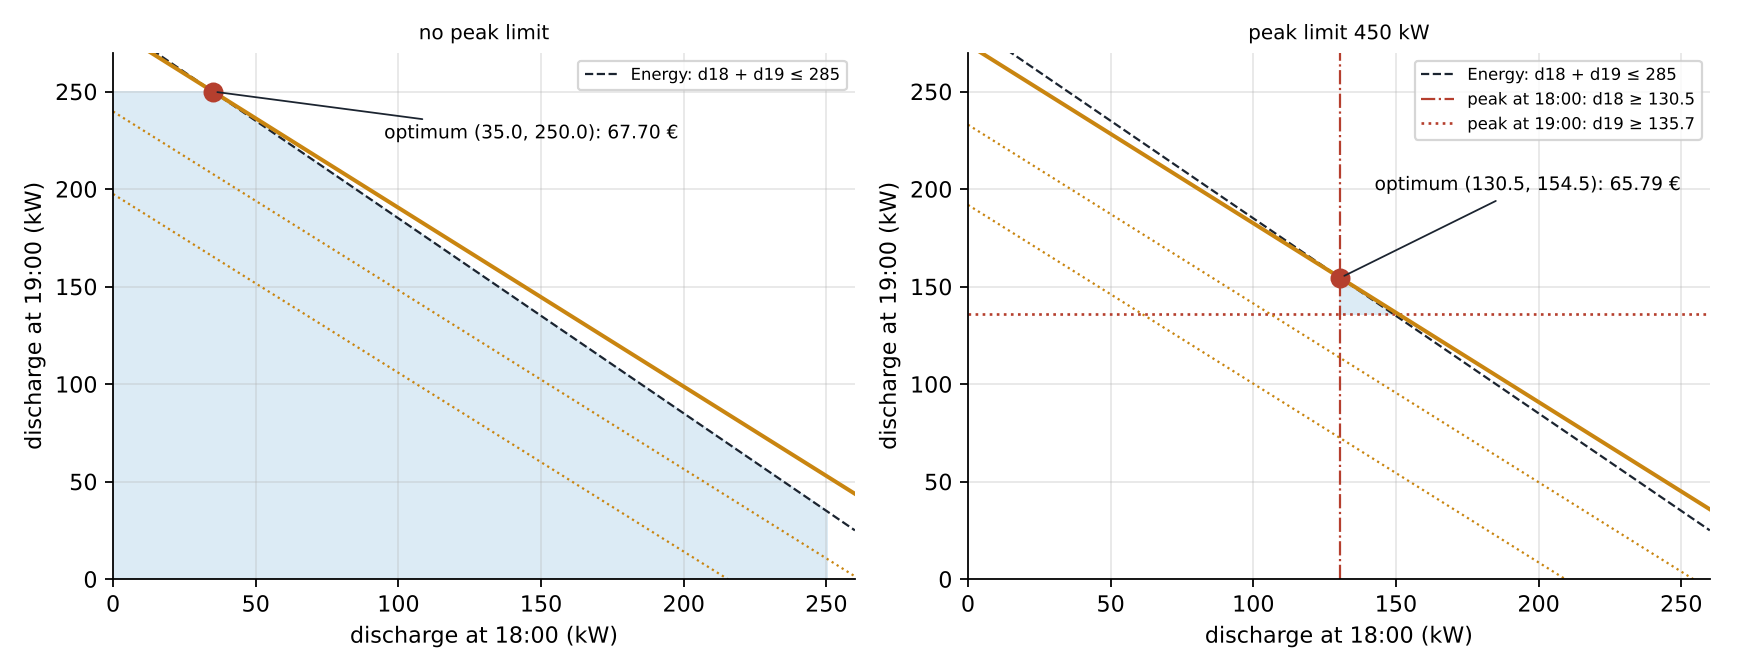 no peak limit
Energy: d18 + d19 ≤ 285
optimum (35.0, 250.0): 67.70 €
discharge at 19:00 (kW)
250
200
150
100
50
0
0 50 100 150 200 250
discharge at 18:00 (kW)
peak limit 450 kW
Energy: d18 + d19 ≤ 285
peak at 18:00: d18 ≥ 130.5
peak at 19:00: d19 ≥ 135.7
optimum (130.5, 154.5): 65.79 €
discharge at 19:00 (kW)
250
200
150
100
50
0
0 50 100 150 200 250
discharge at 18:00 (kW)